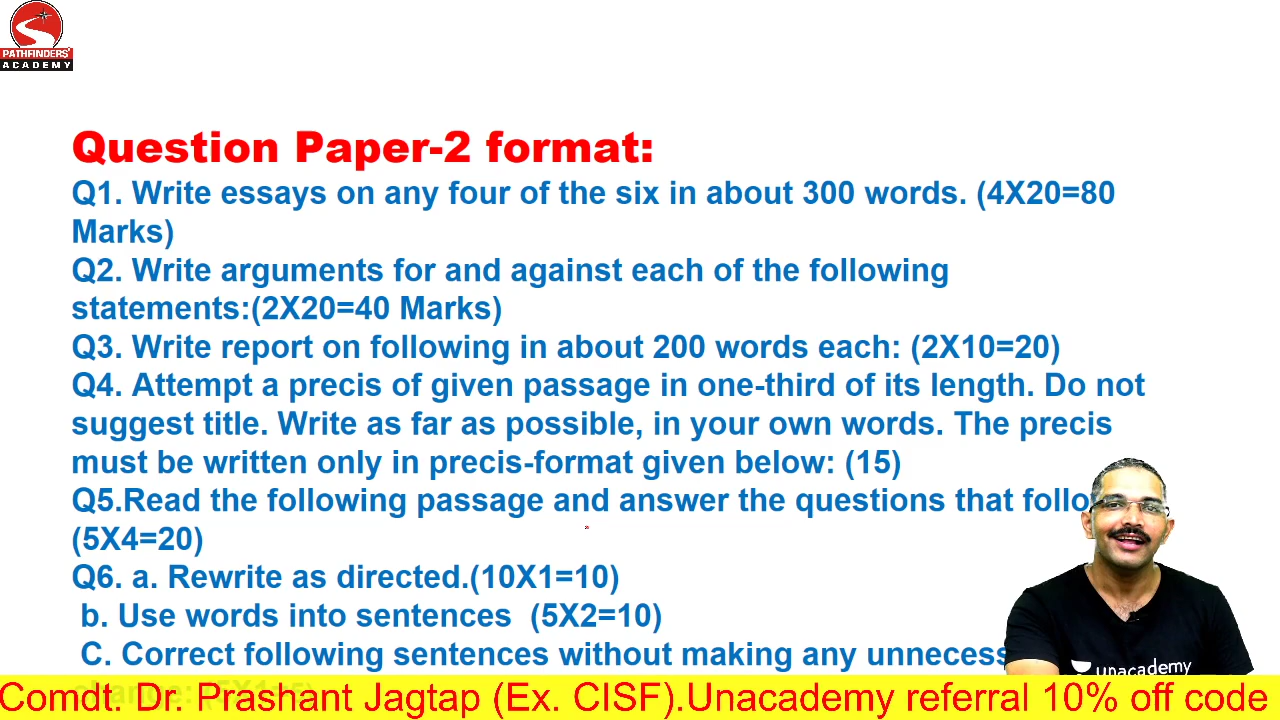 PATHFINDERS'
ACADEMY
Question Paper-2 format:
Q1. Write essays on any four of the six in about 300 words. (4X20=80
Marks)
Q2. Write arguments for and against each of the following
statements:(2X20=40 Marks)
Q3. Write report on following in about 200 words each: (2X10=20)
Q4. Attempt a precis of given passage in one-third of its length. Do not
suggest title. Write as far as possible, in your own words. The precis
must be written only in precis-format given below: (15)
Q5.Read the following passage and answer the questions that follo
(5X4=20)
Q6. a. Rewrite as directed.(10X1=10)
b. Use words into sentences (5X2=10)
C. Correct following sentences without making any unnecess
unacademy
Comdt. Dr. Prashant Jagtap (Ex. CISF).Unacademy referral 10% off code